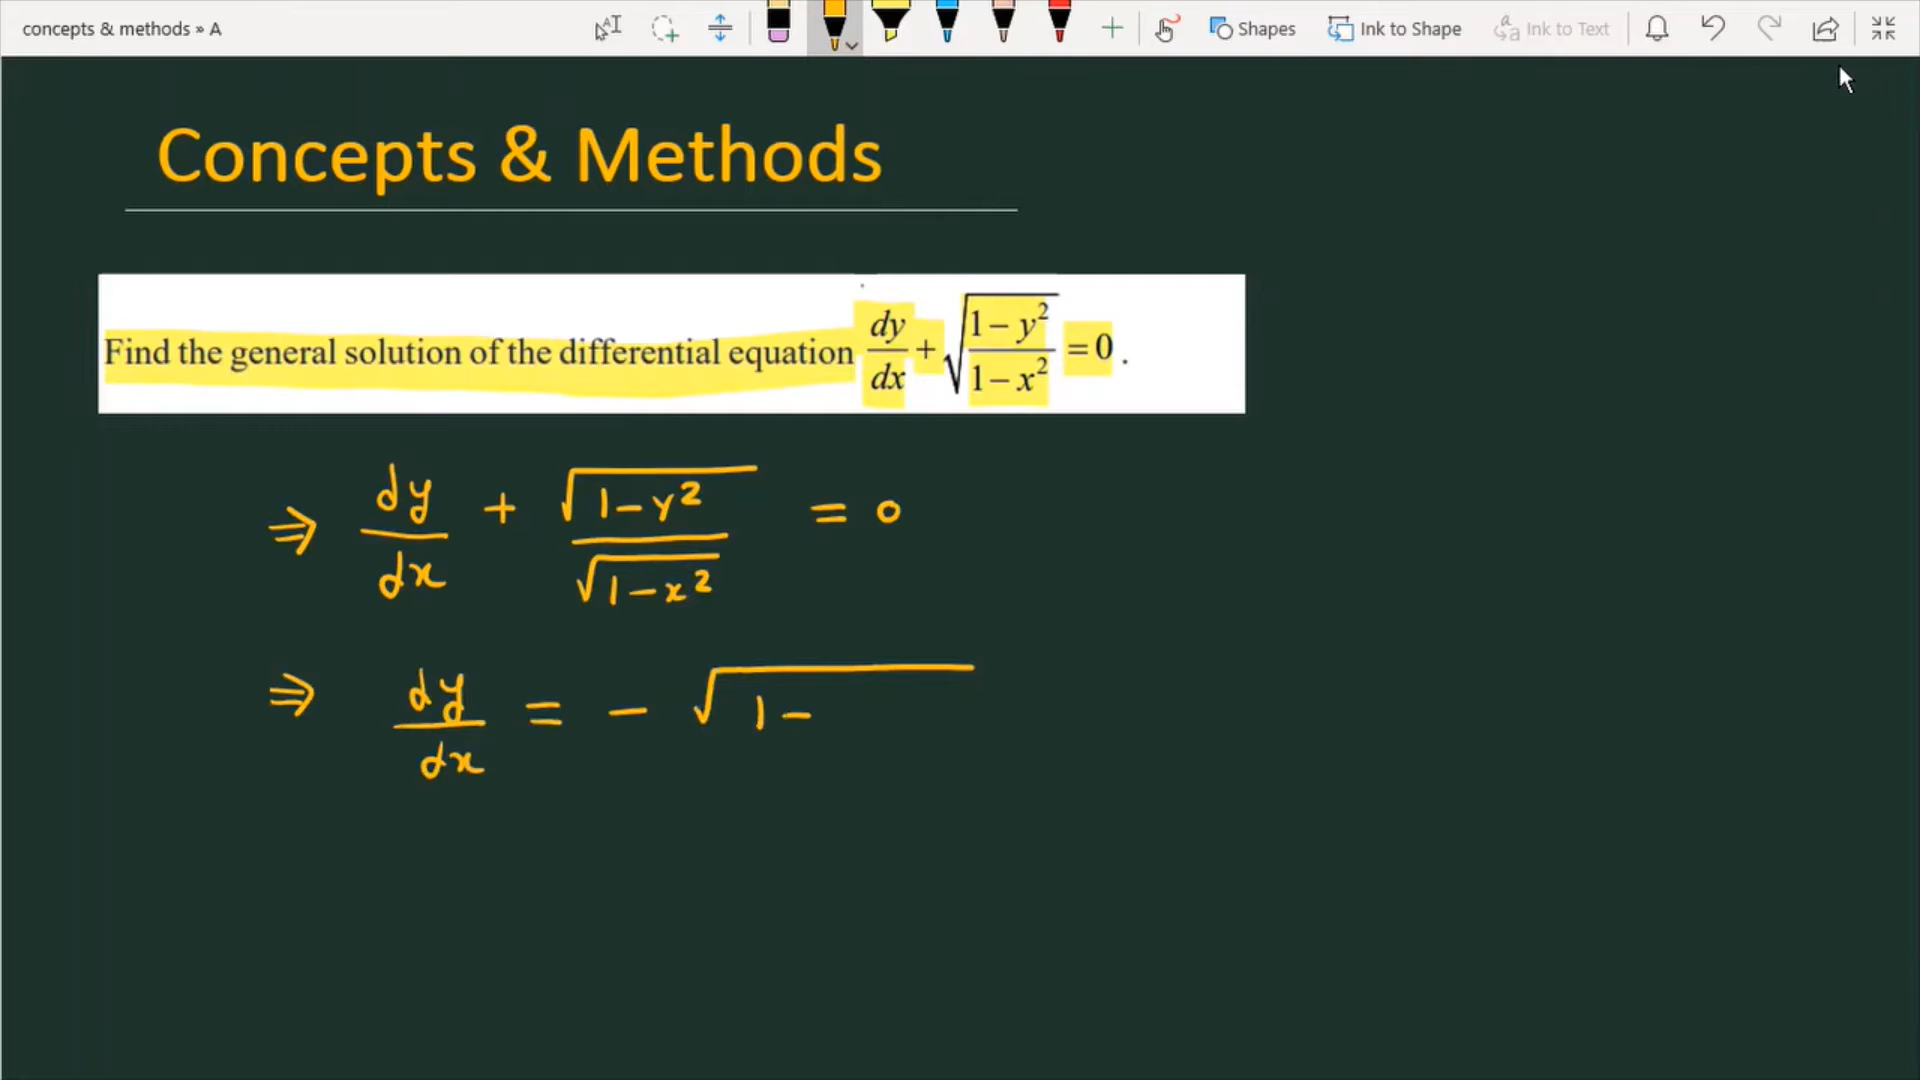 concepts & methods » A
Shapes
Ink to Shape
Ink to Text
Concepts & Methods
Find the general solution of the differential equation dy/dx + √((1 − y²)/(1 − x²)) = 0 .
⇒ dy/dx + √(1 − y²)/√(1 − x²) = 0
⇒ dy/dx = − √(1 −